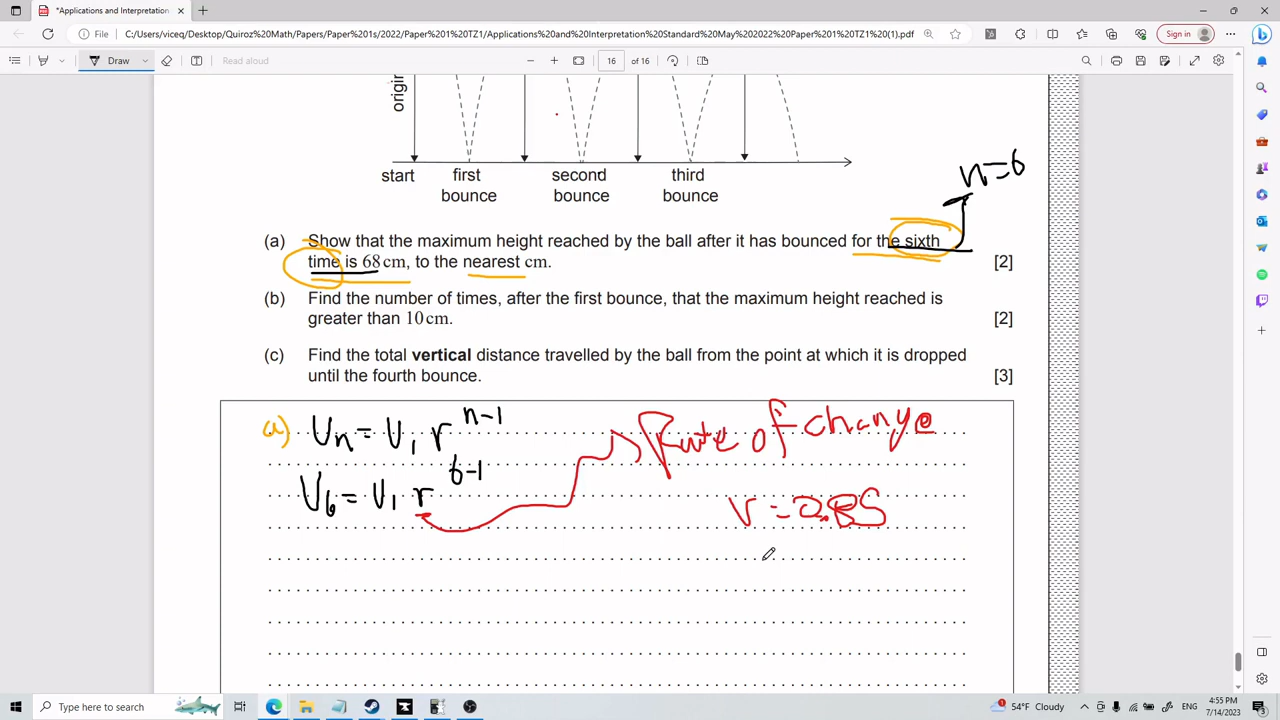 *Applications and Interpretation
File C:/Users/viceq/Desktop/Quiroz%20Math/Papers/Paper%201s/2022/Paper%201%20TZ1/Applications%20and%20Interpretation%20Standard%20May%202022%20Paper%201%20TZ1%20(1).pdf Sign in
Draw Read aloud 16 of 16
origin
start first second third
bounce bounce bounce
n=6
(a) Show that the maximum height reached by the ball after it has bounced for the sixth
time is 68 cm, to the nearest cm. [2]
(b) Find the number of times, after the first bounce, that the maximum height reached is
greater than 10 cm. [2]
(c) Find the total vertical distance travelled by the ball from the point at which it is dropped
until the fourth bounce. [3]
a) Un = U1 r^n-1 Rate of change
U6 = U1 r^6-1 r = 0.85
Type here to search 54°F Cloudy 4:55 PM
7/14/2023